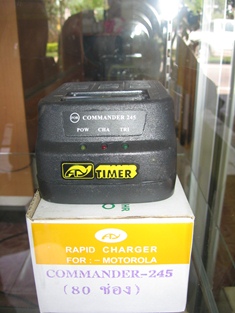 COMMANDER 245
POW CHA TRI
TIMER
RAPID CHARGER
FOR : - MOTOROLA
COMMANDER-245
(80 ช่อง)